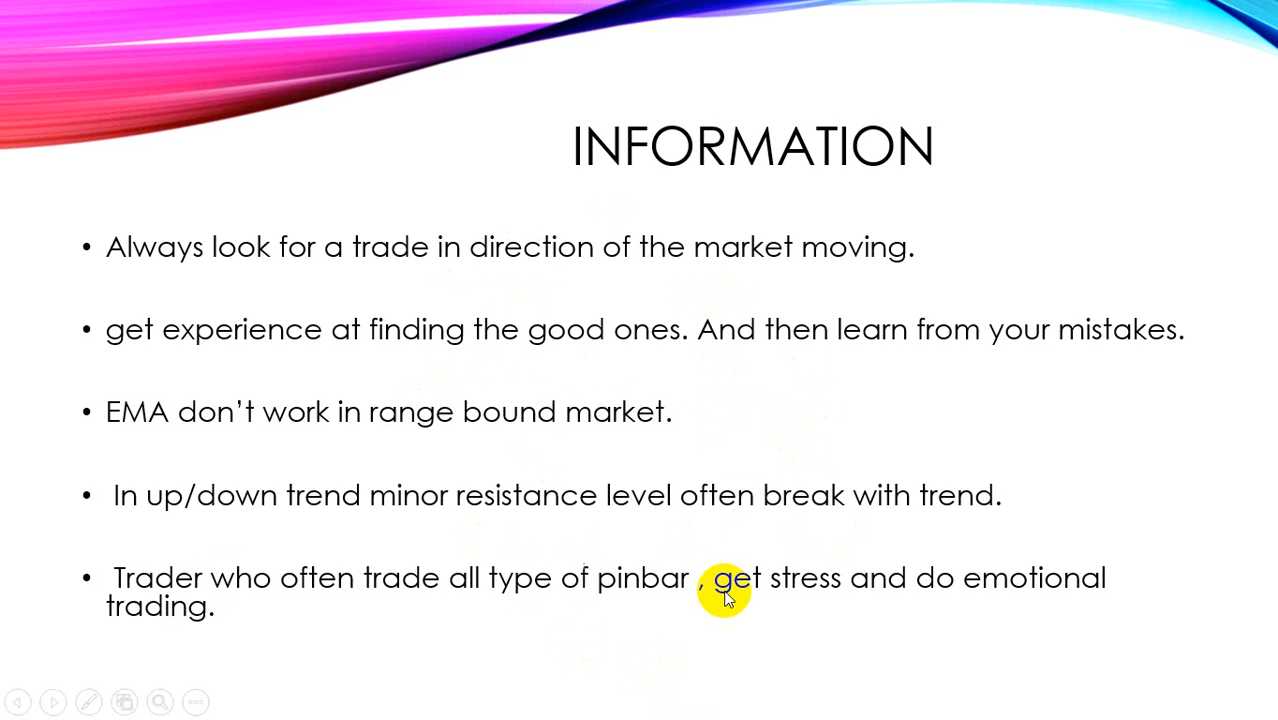 INFORMATION
• Always look for a trade in direction of the market moving.
• get experience at finding the good ones. And then learn from your mistakes.
• EMA don’t work in range bound market.
• In up/down trend minor resistance level often break with trend.
• Trader who often trade all type of pinbar , get stress and do emotional
trading.